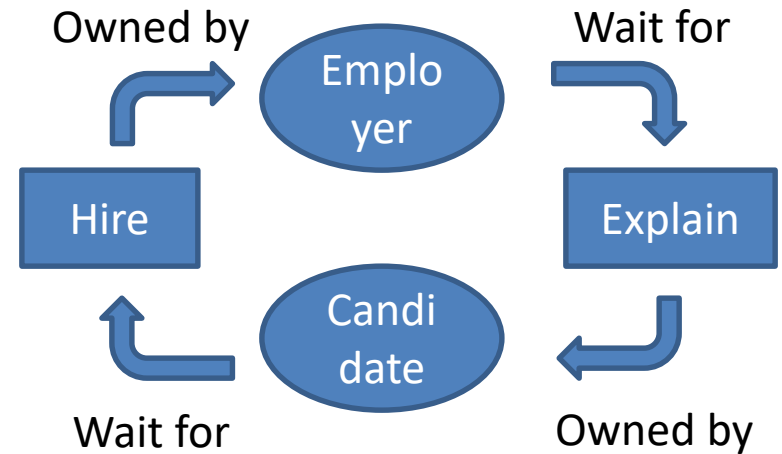 Owned by
Wait for
Emplo
yer
Hire
Explain
Candi
date
Wait for
Owned by